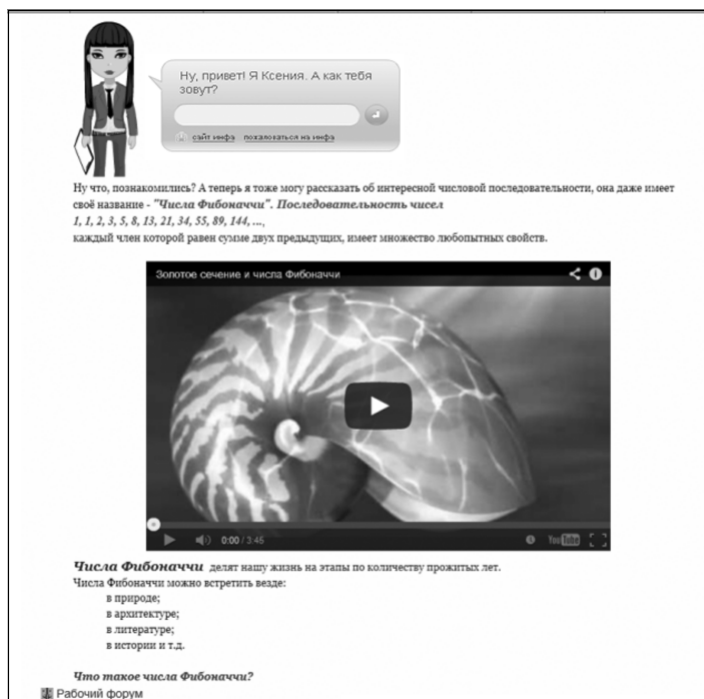 Ну, привет! Я Ксения. А как тебя
зовут?
сайт инфа пожаловаться на инфа
Ну что, познакомились? А теперь я тоже могу рассказать об интересной числовой последовательности, она даже имеет
своё название - "Числа Фибоначчи". Последовательность чисел
1, 1, 2, 3, 5, 8, 13, 21, 34, 55, 89, 144, ...,
каждый член которой равен сумме двух предыдущих, имеет множество любопытных свойств.
Золотое сечение и числа Фибоначчи
0:00 / 3:46
YouTube
Числа Фибоначчи делят нашу жизнь на этапы по количеству прожитых лет.
Числа Фибоначчи можно встретить везде:
в природе;
в архитектуре;
в литературе;
в истории и т.д.
Что такое числа Фибоначчи?
Рабочий форум